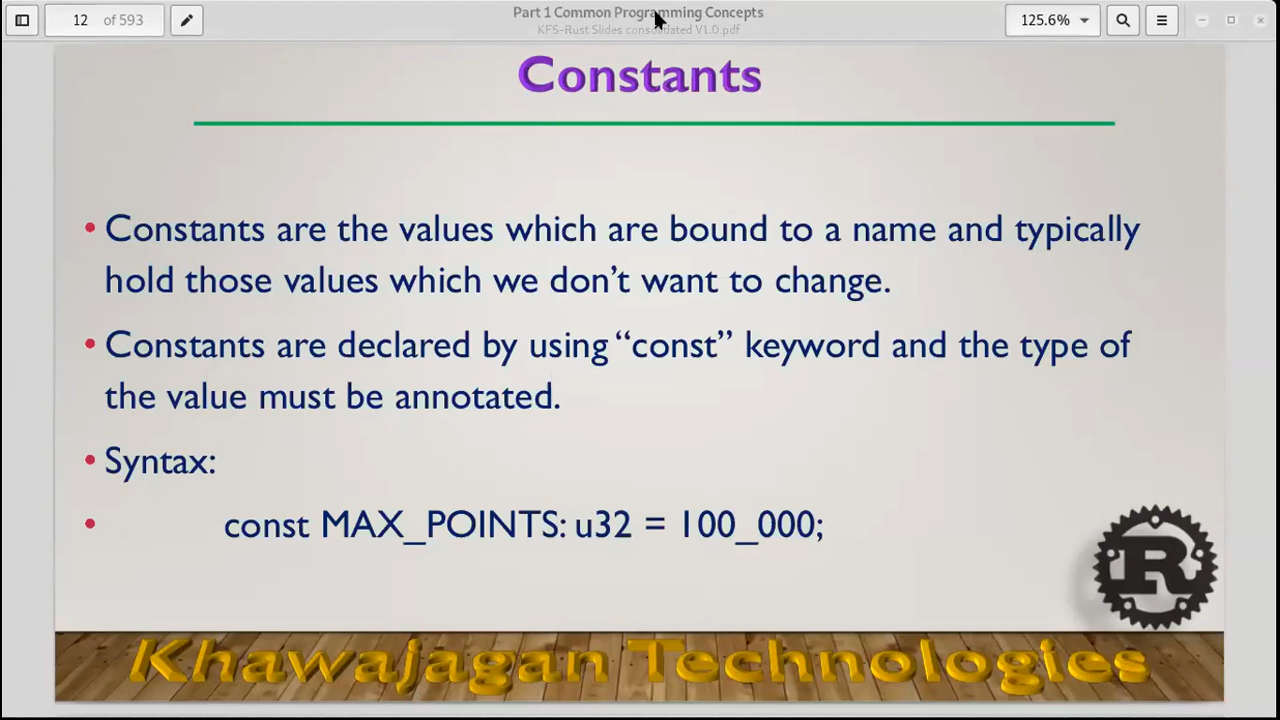 12 of 593
Part 1 Common Programming Concepts
KFS-Rust Slides consolidated V1.0.pdf
125.6%
Constants
• Constants are the values which are bound to a name and typically
hold those values which we don’t want to change.
• Constants are declared by using “const” keyword and the type of
the value must be annotated.
• Syntax:
• const MAX_POINTS: u32 = 100_000;
R
Khawajagan Technologies